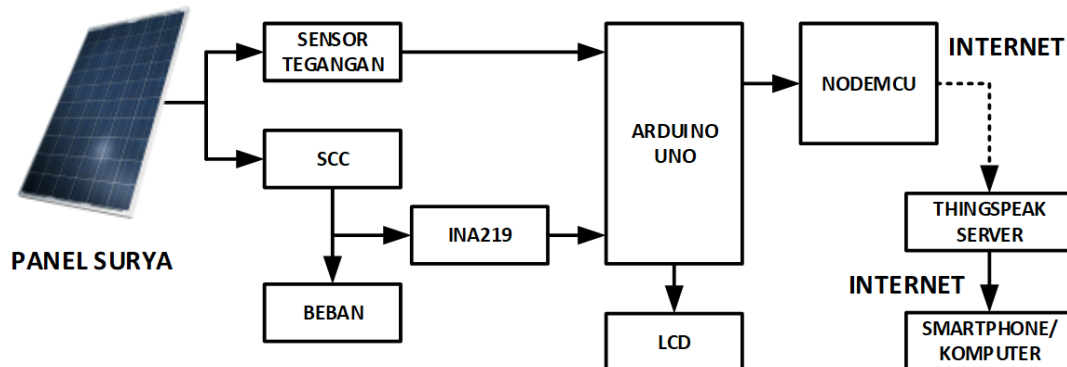 SENSOR
TEGANGAN
INTERNET
NODEMCU
ARDUINO
UNO
SCC
THINGSPEAK
SERVER
INA219
PANEL SURYA
INTERNET
BEBAN
LCD
SMARTPHONE/
KOMPUTER